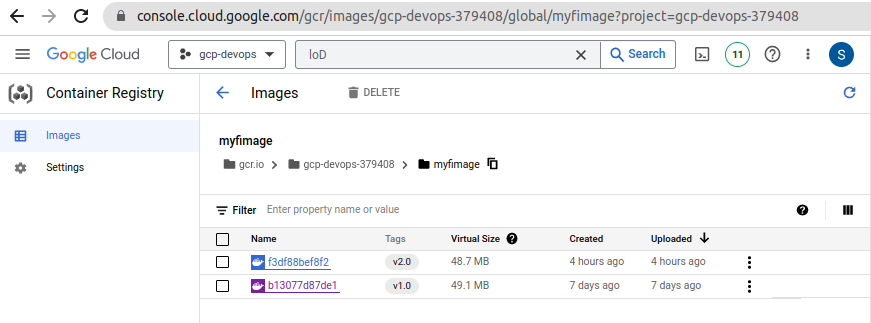 console.cloud.google.com/gcr/images/gcp-devops-379408/global/myfimage?project=gcp-devops-379408
Google Cloud gcp-devops IoD Search 11 ? S
Container Registry Images DELETE
Images
Settings
myfimage
gcr.io > gcp-devops-379408 > myfimage
Filter Enter property name or value ?
Name Tags Virtual Size ? Created Uploaded
f3df88bef8f2 v2.0 48.7 MB 4 hours ago 4 hours ago
b13077d87de1 v1.0 49.1 MB 7 days ago 7 days ago